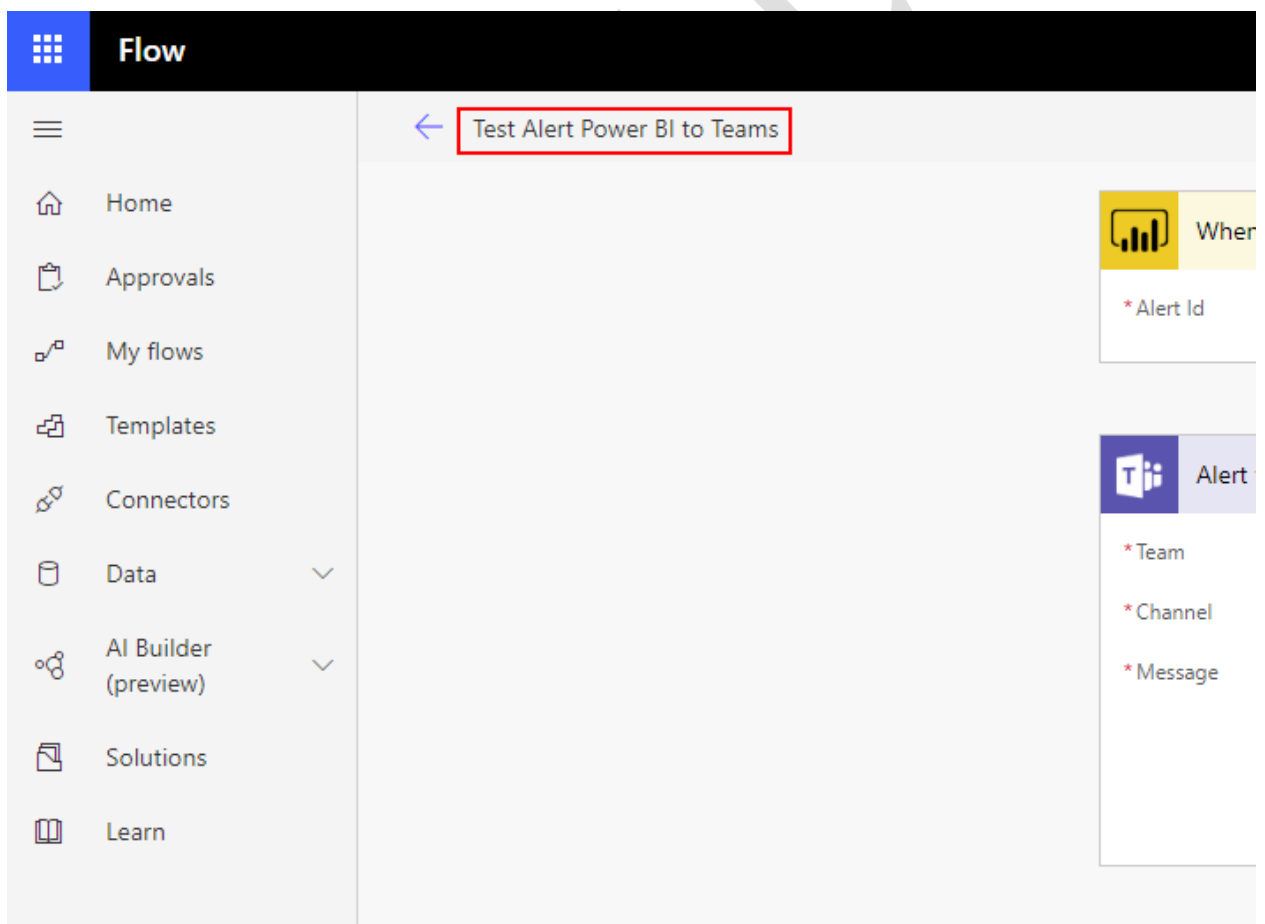 Flow
Test Alert Power BI to Teams
Home
Approvals
My flows
Templates
Connectors
Data
AI Builder
(preview)
Solutions
Learn
When
* Alert Id
Alert
* Team
* Channel
* Message